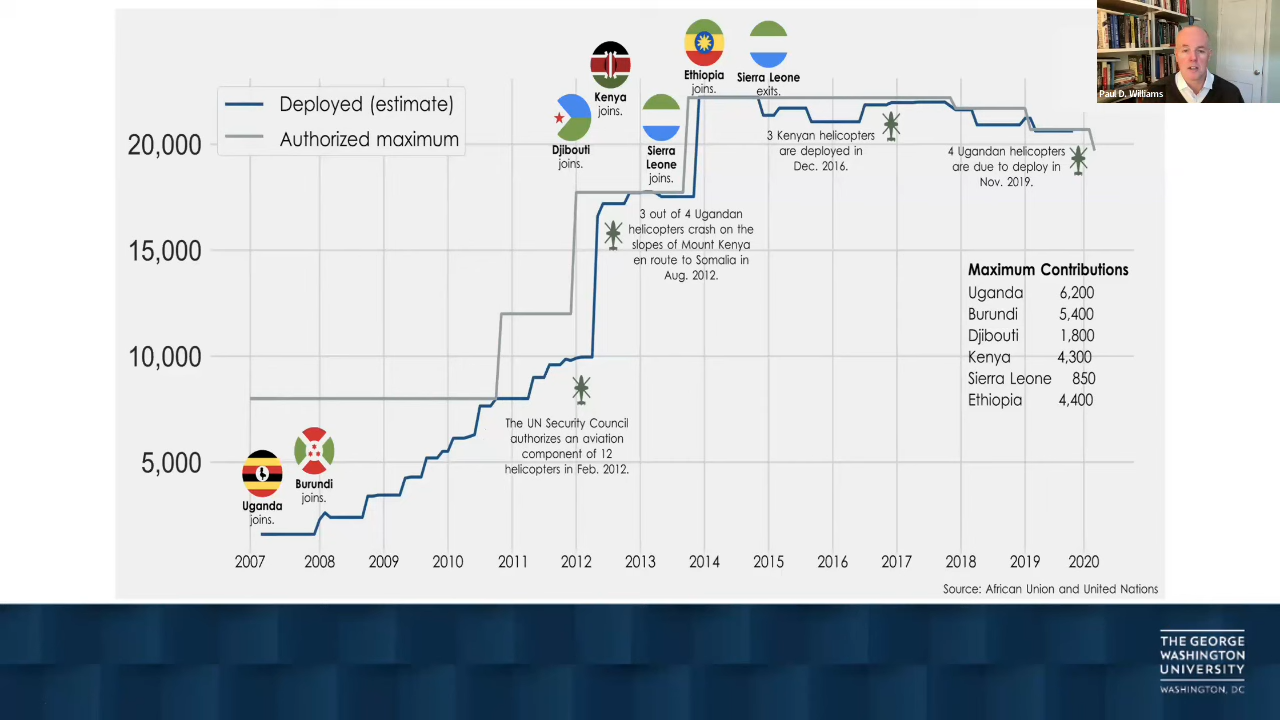 Deployed (estimate)
Authorized maximum
20,000
15,000
10,000
5,000
2007
2008
2009
2010
2011
2012
2013
2014
2015
2016
2017
2018
2019
2020
Uganda
joins.
Burundi
joins.
Djibouti
joins.
Kenya
joins.
Sierra
Leone
joins.
Ethiopia
joins.
Sierra Leone
exits.
The UN Security Council
authorizes an aviation
component of 12
helicopters in Feb. 2012.
3 out of 4 Ugandan
helicopters crash on the
slopes of Mount Kenya
en route to Somalia in
Aug. 2012.
3 Kenyan helicopters
are deployed in
Dec. 2016.
4 Ugandan helicopters
are due to deploy in
Nov. 2019.
Maximum Contributions
Uganda 6,200
Burundi 5,400
Djibouti 1,800
Kenya 4,300
Sierra Leone 850
Ethiopia 4,400
Source: African Union and United Nations
Paul D. Williams
THE GEORGE
WASHINGTON
UNIVERSITY
WASHINGTON, DC